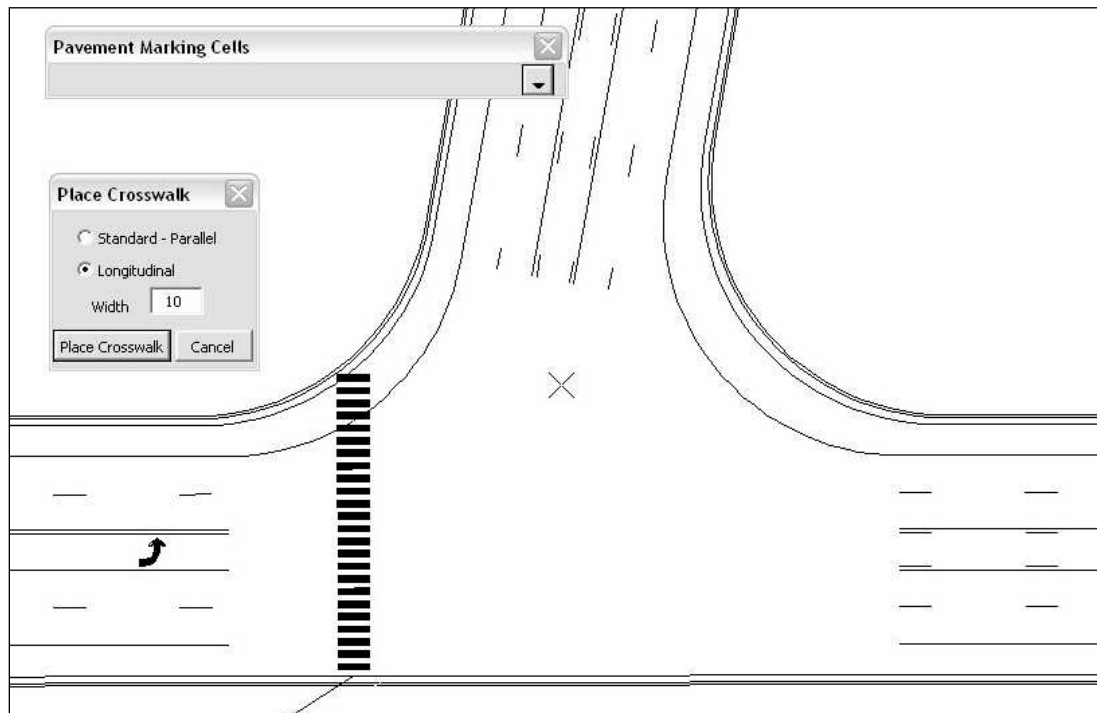 Pavement Marking Cells
Place Crosswalk
Standard - Parallel
Longitudinal
Width 10
Place Crosswalk Cancel